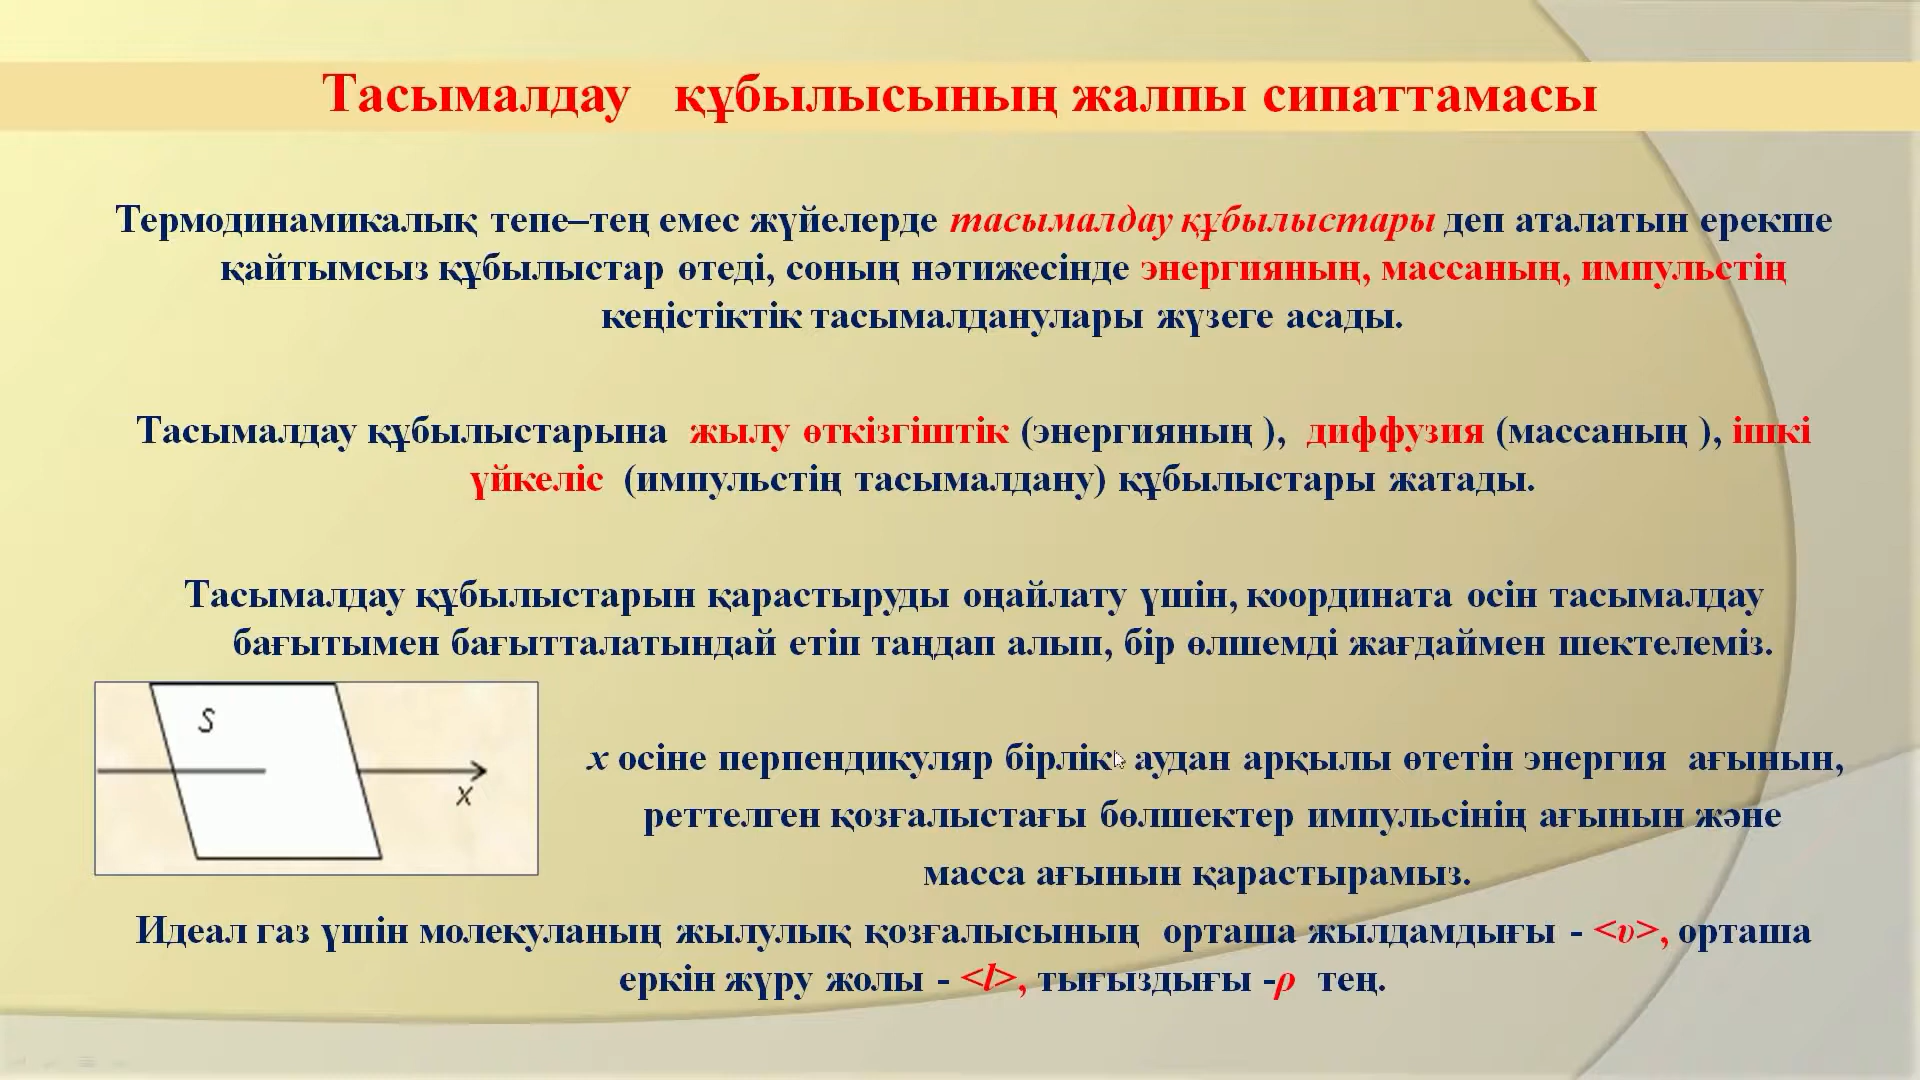 Тасымалдау құбылысының жалпы сипаттамасы
Термодинамикалық тепе–тең емес жүйелерде тасымалдау құбылыстары деп аталатын ерекше
қайтымсыз құбылыстар өтеді, соның нәтижесінде энергияның, массаның, импульстің
кеңістіктік тасымалданулары жүзеге асады.
Тасымалдау құбылыстарына жылу өткізгіштік (энергияның ), диффузия (массаның ), ішкі
үйкеліс (импульстің тасымалдану) құбылыстары жатады.
Тасымалдау құбылыстарын қарастыруды оңайлату үшін, координата осін тасымалдау
бағытымен бағытталатындай етіп таңдап алып, бір өлшемді жағдаймен шектелеміз.
S
x
x осіне перпендикуляр бірлік аудан арқылы өтетін энергия ағынын,
реттелген қозғалыстағы бөлшектер импульсінің ағынын және
масса ағынын қарастырамыз.
Идеал газ үшін молекуланың жылулық қозғалысының орташа жылдамдығы - <υ>, орташа
еркін жүру жолы - <l>, тығыздығы -ρ тең.